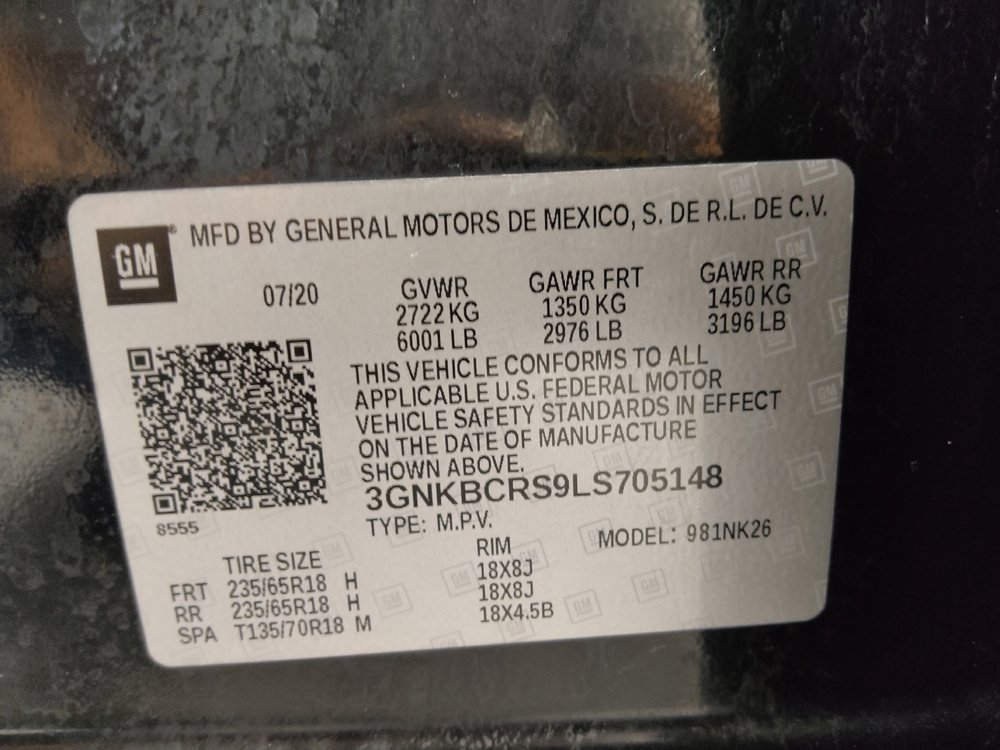 GM® MFD BY GENERAL MOTORS DE MEXICO, S. DE R.L. DE C.V.
07/20 GVWR GAWR FRT GAWR RR
2722 KG 1350 KG 1450 KG
6001 LB 2976 LB 3196 LB
THIS VEHICLE CONFORMS TO ALL
APPLICABLE U.S. FEDERAL MOTOR
VEHICLE SAFETY STANDARDS IN EFFECT
ON THE DATE OF MANUFACTURE
SHOWN ABOVE.
3GNKBCRS9LS705148
8555
TYPE: M.P.V. MODEL: 981NK26
TIRE SIZE RIM
FRT 235/65R18 H 18X8J
RR 235/65R18 H 18X8J
SPA T135/70R18 M 18X4.5B